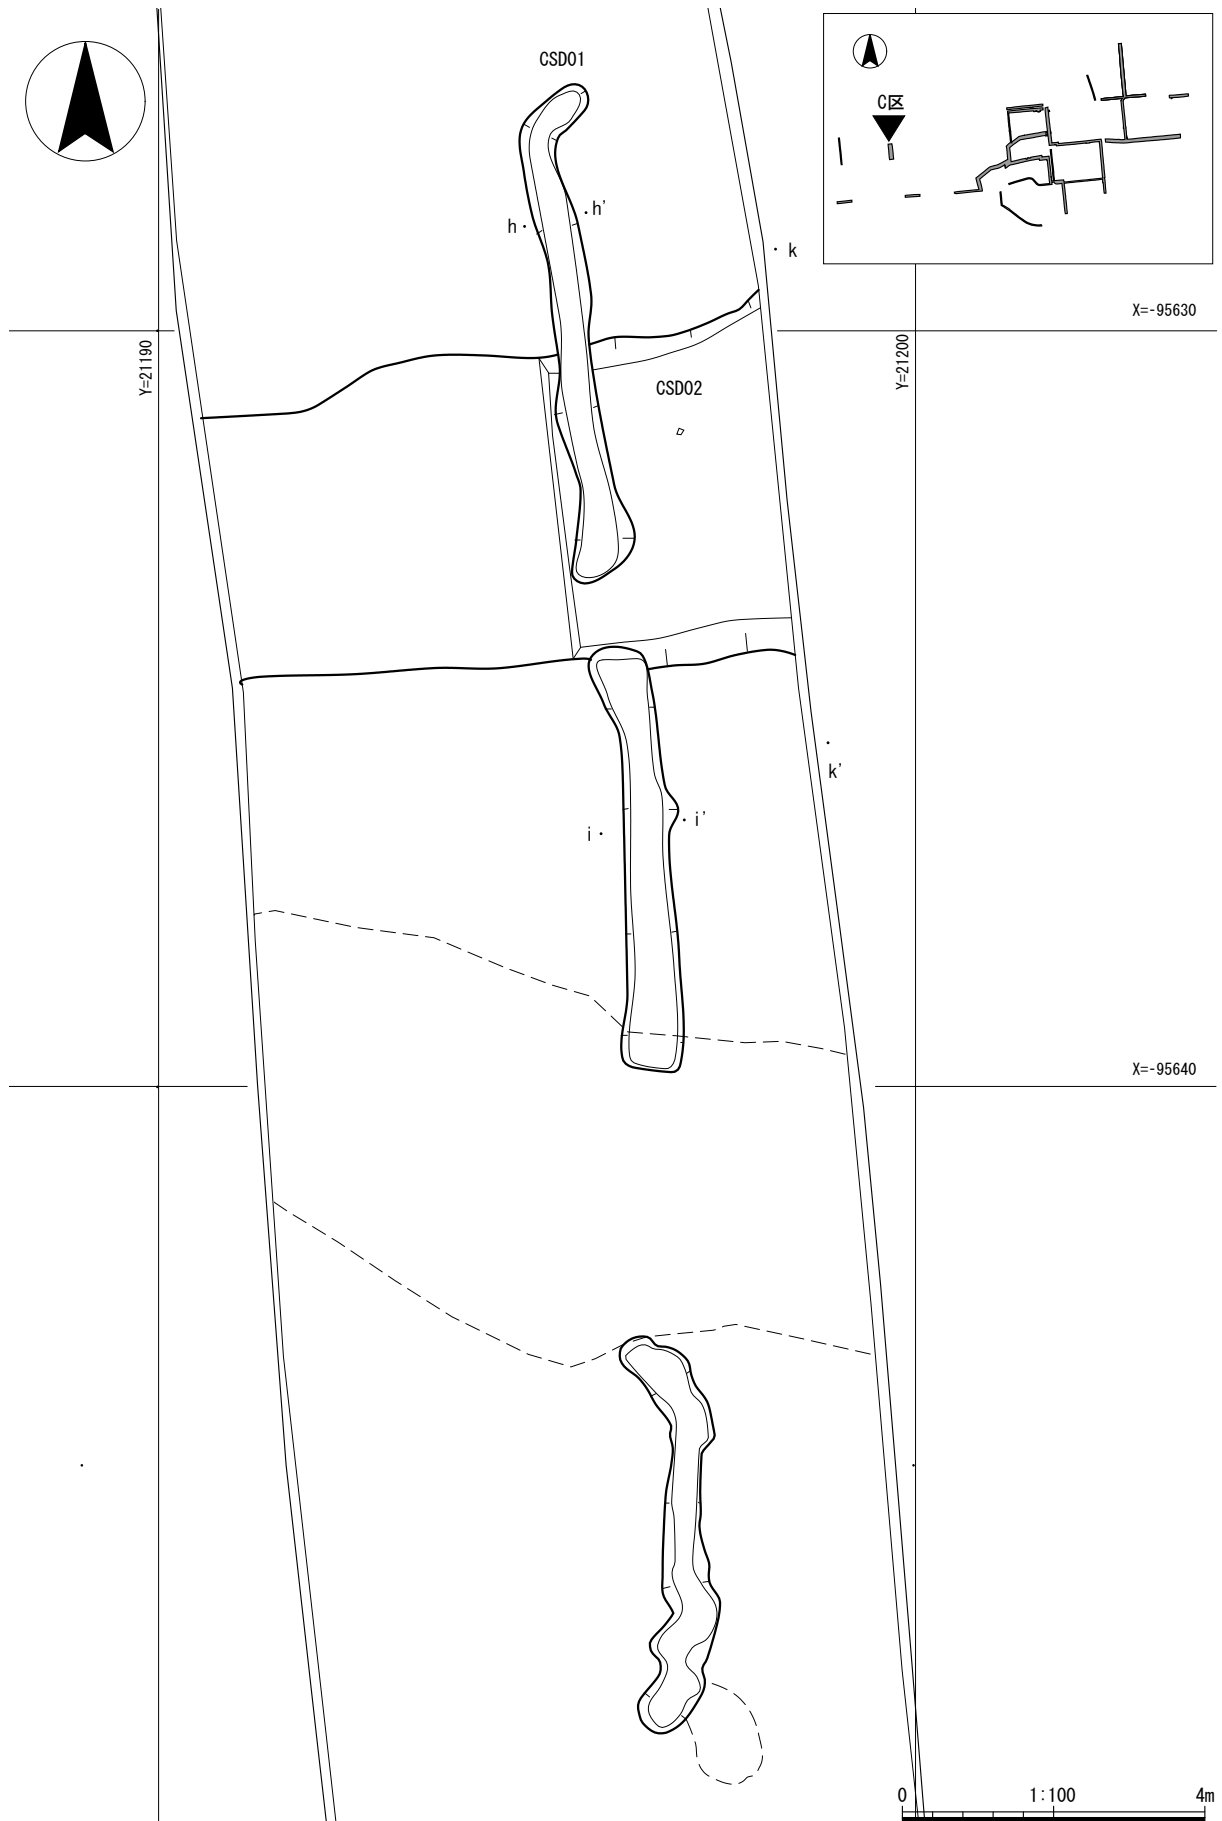 CSD01
C区
h
h'
k
X=-95630
Y=21190
Y=21200
CSD02
k'
i
i'
X=-95640
0 1:100 4m